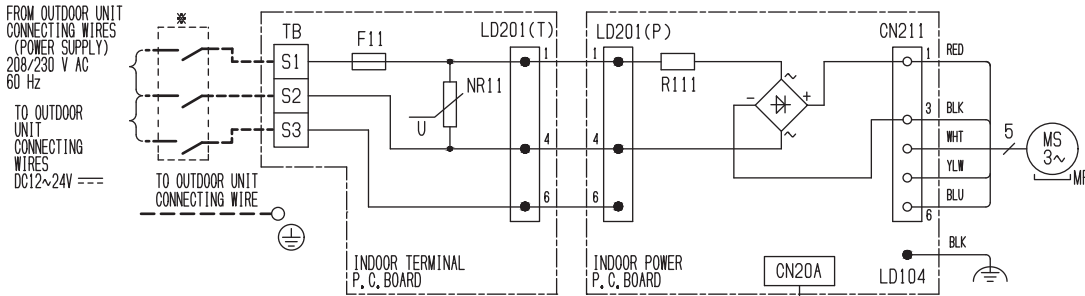 FROM OUTDOOR UNIT
CONNECTING WIRES
(POWER SUPPLY)
208/230 V AC
60 Hz
TO OUTDOOR
UNIT
CONNECTING
WIRES
DC12~24V
※
TO OUTDOOR UNIT
CONNECTING WIRE
TB
S1
S2
S3
F11
NR11
U
LD201(T)
1
4
6
INDOOR TERMINAL
P.C.BOARD
LD201(P)
1
4
6
R111
~
- +
~
INDOOR POWER
P.C.BOARD
CN20A
CN211
1 RED
3 BLK
WHT
YLW
6 BLU
BLK
LD104
5
MS
3~